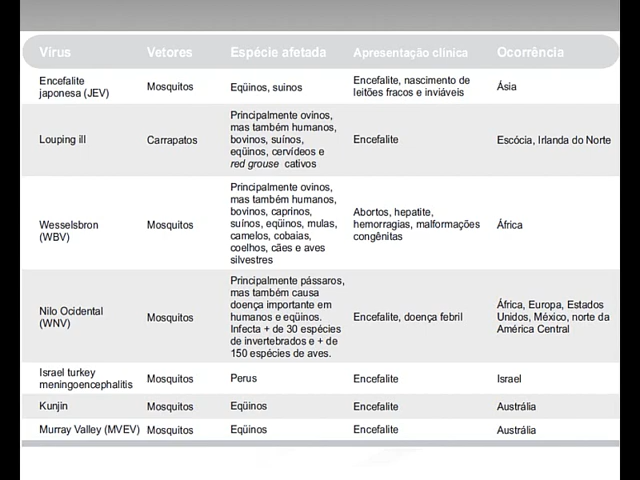 Vírus Vetores Espécie afetada Apresentação clínica Ocorrência
Encefalite
japonesa (JEV)
Mosquitos
Eqüinos, suinos
Encefalite, nascimento de
leitões fracos e inviáveis
Ásia
Louping ill
Carrapatos
Principalmente ovinos,
mas também humanos,
bovinos, suínos,
eqüinos, cervídeos e
red grouse cativos
Encefalite
Escócia, Irlanda do Norte
Wesselsbron
(WBV)
Mosquitos
Principalmente ovinos,
mas também humanos,
bovinos, caprinos,
suínos, eqüinos, mulas,
camelos, cobaias,
coelhos, cães e aves
silvestres
Abortos, hepatite,
hemorragias, malformações
congênitas
África
Nilo Ocidental
(WNV)
Mosquitos
Principalmente pássaros,
mas também causa
doença importante em
humanos e eqüinos.
Infecta + de 30 espécies
de invertebrados e + de
150 espécies de aves.
Encefalite, doença febril
África, Europa, Estados
Unidos, México, norte da
América Central
Israel turkey
meningoencephalitis
Mosquitos
Perus
Encefalite
Israel
Kunjin Mosquitos Eqüinos Encefalite Austrália
Murray Valley (MVEV) Mosquitos Eqüinos Encefalite Austrália